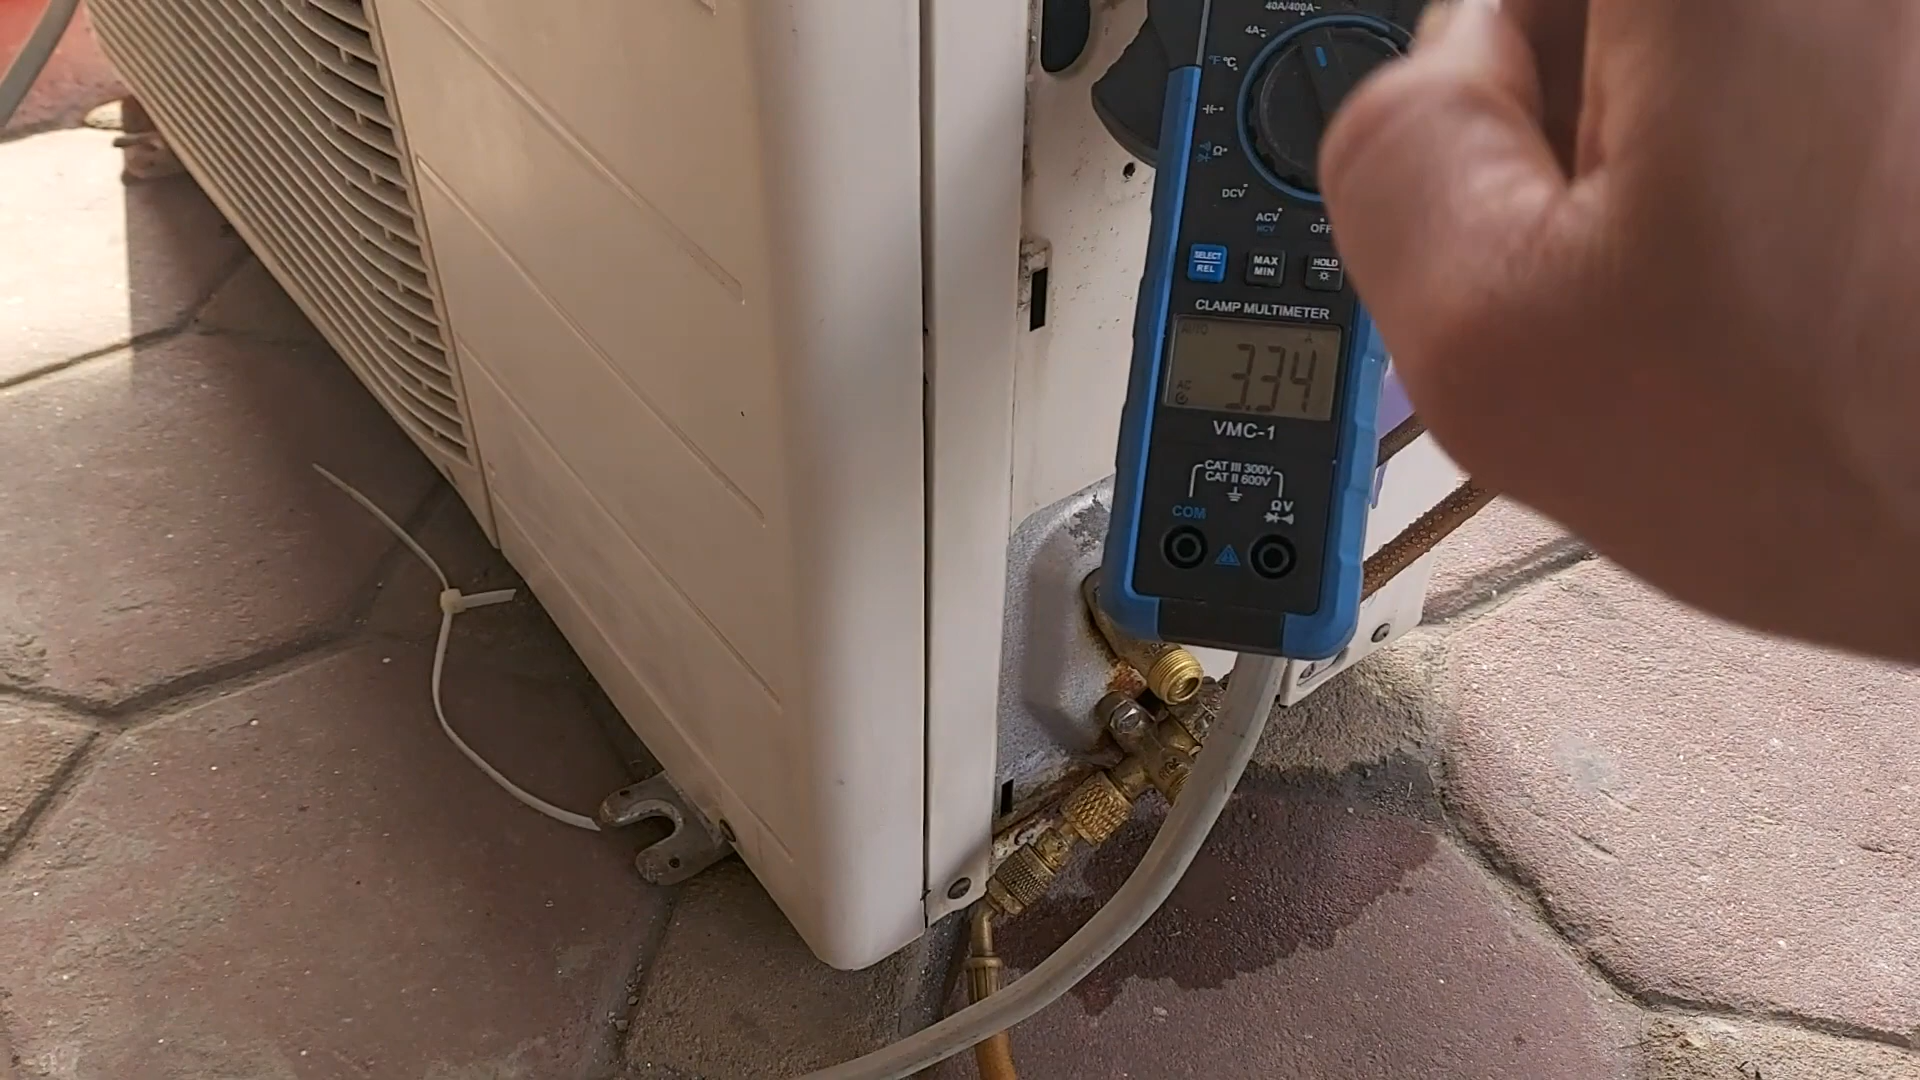 40A/400A~
4A
°F °C
Ω
DCV
ACV
NCV
OFF
SELECT
REL
MAX
MIN
HOLD
CLAMP MULTIMETER
AUTO
A
3.34
AC
VMC-1
CAT III 300V
CAT II 600V
COM
ΩV